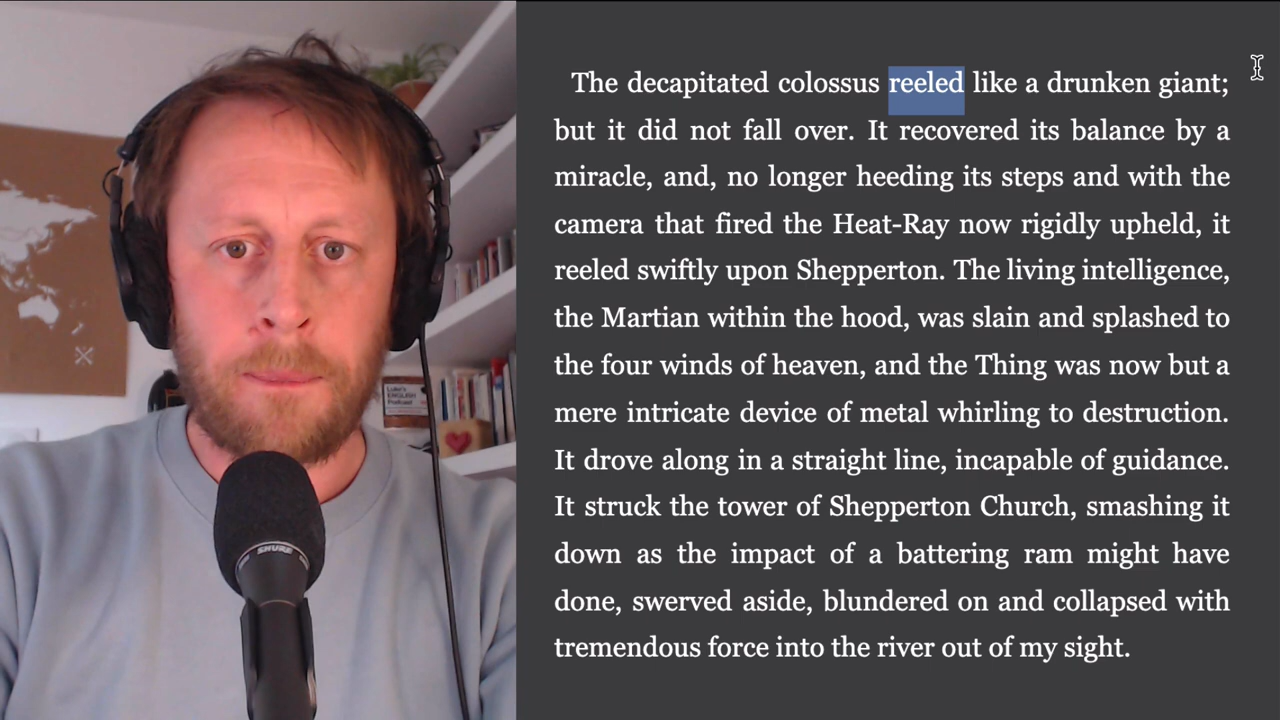 The decapitated colossus reeled like a drunken giant;
but it did not fall over. It recovered its balance by a
miracle, and, no longer heeding its steps and with the
camera that fired the Heat-Ray now rigidly upheld, it
reeled swiftly upon Shepperton. The living intelligence,
the Martian within the hood, was slain and splashed to
the four winds of heaven, and the Thing was now but a
mere intricate device of metal whirling to destruction.
It drove along in a straight line, incapable of guidance.
It struck the tower of Shepperton Church, smashing it
down as the impact of a battering ram might have
done, swerved aside, blundered on and collapsed with
tremendous force into the river out of my sight.
Luke's
ENGLISH
Podcast
SHURE